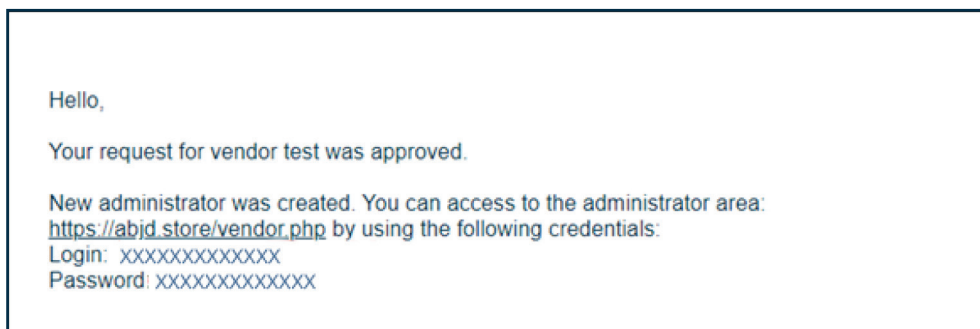 Hello,
Your request for vendor test was approved.
New administrator was created. You can access to the administrator area:
https://abjd.store/vendor.php by using the following credentials:
Login: XXXXXXXXXXXXX
Password: XXXXXXXXXXXXX